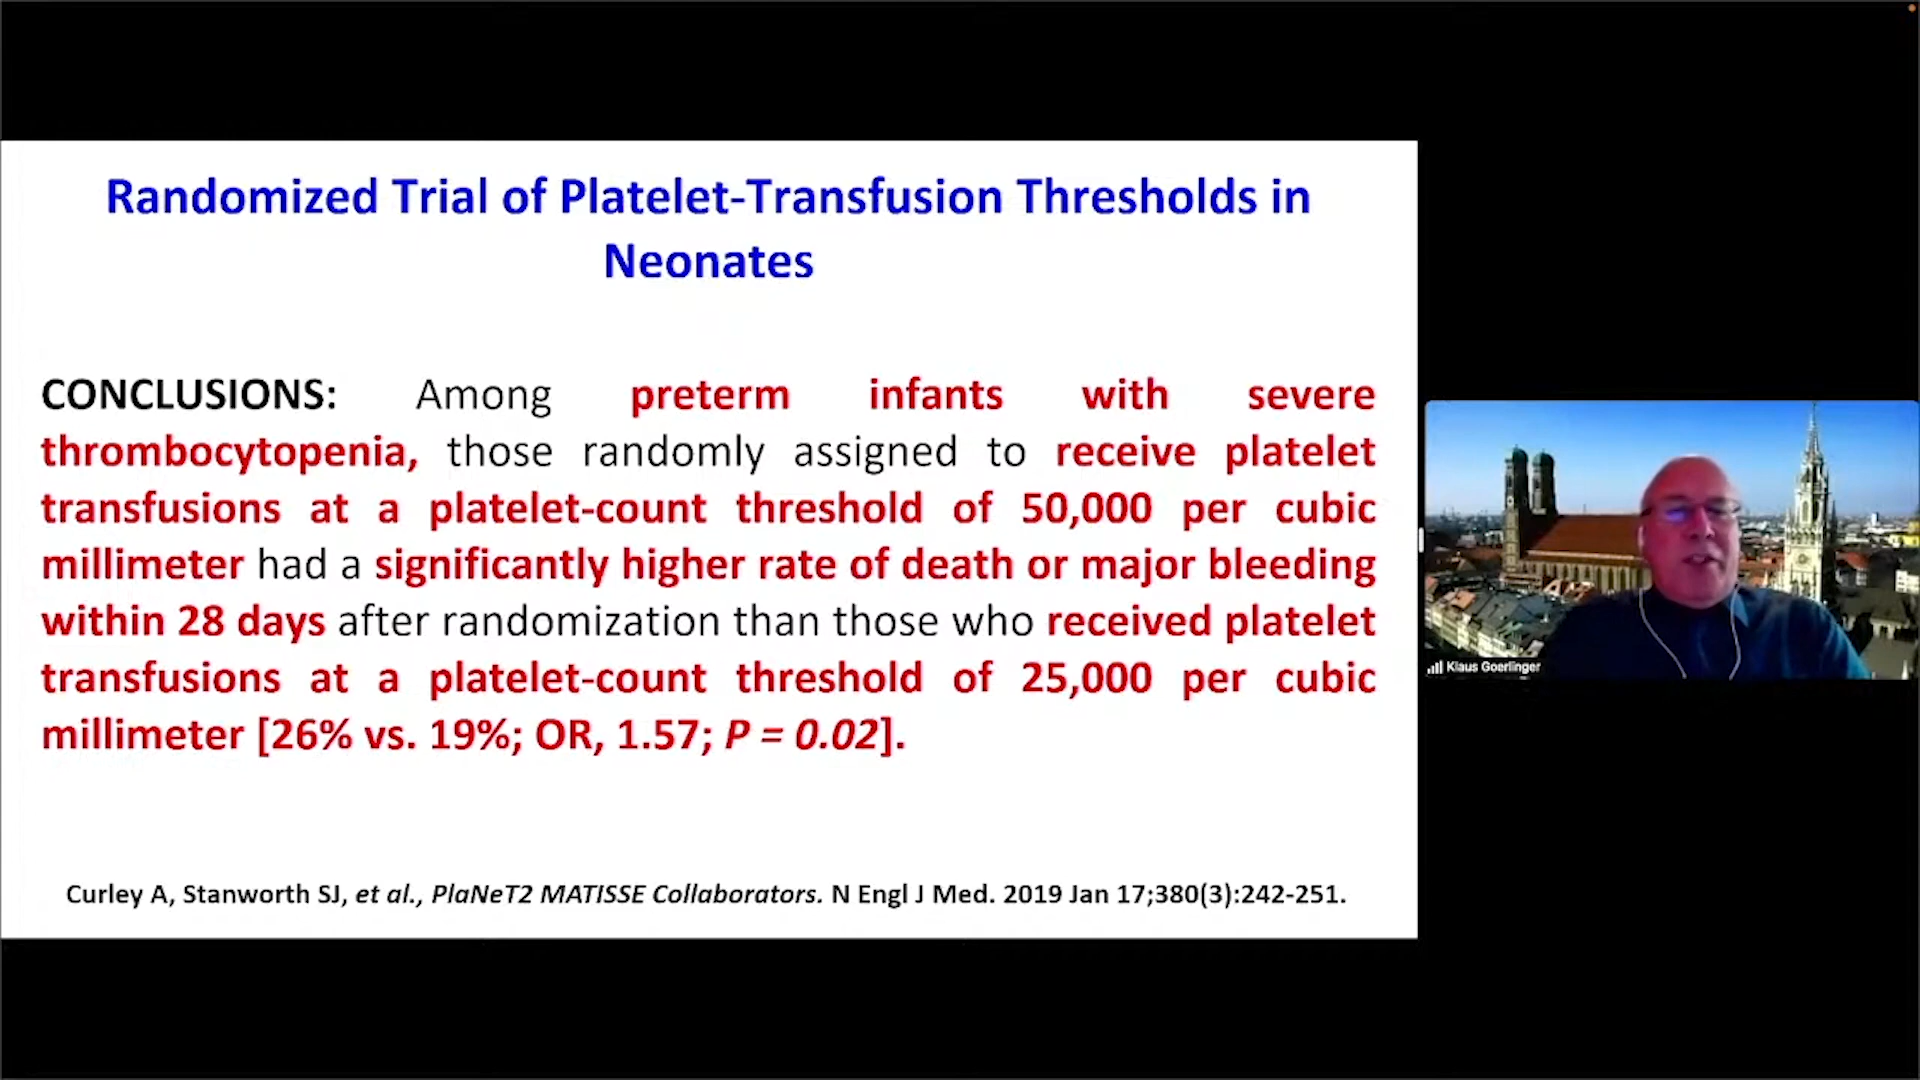 Randomized Trial of Platelet-Transfusion Thresholds in
Neonates
CONCLUSIONS: Among preterm infants with severe
thrombocytopenia, those randomly assigned to receive platelet
transfusions at a platelet-count threshold of 50,000 per cubic
millimeter had a significantly higher rate of death or major bleeding
within 28 days after randomization than those who received platelet
transfusions at a platelet-count threshold of 25,000 per cubic
millimeter [26% vs. 19%; OR, 1.57; P = 0.02].
Curley A, Stanworth SJ, et al., PlaNeT2 MATISSE Collaborators. N Engl J Med. 2019 Jan 17;380(3):242-251.
Klaus Goerlinger